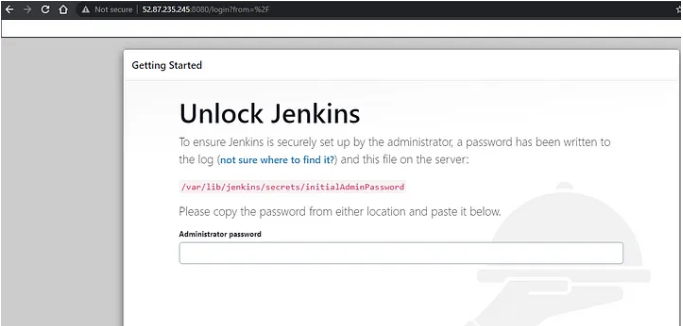 Not secure | 52.87.235.245:8080/login?from=%2F
Getting Started
Unlock Jenkins
To ensure Jenkins is securely set up by the administrator, a password has been written to
the log (not sure where to find it?) and this file on the server:
/var/lib/jenkins/secrets/initialAdminPassword
Please copy the password from either location and paste it below.
Administrator password